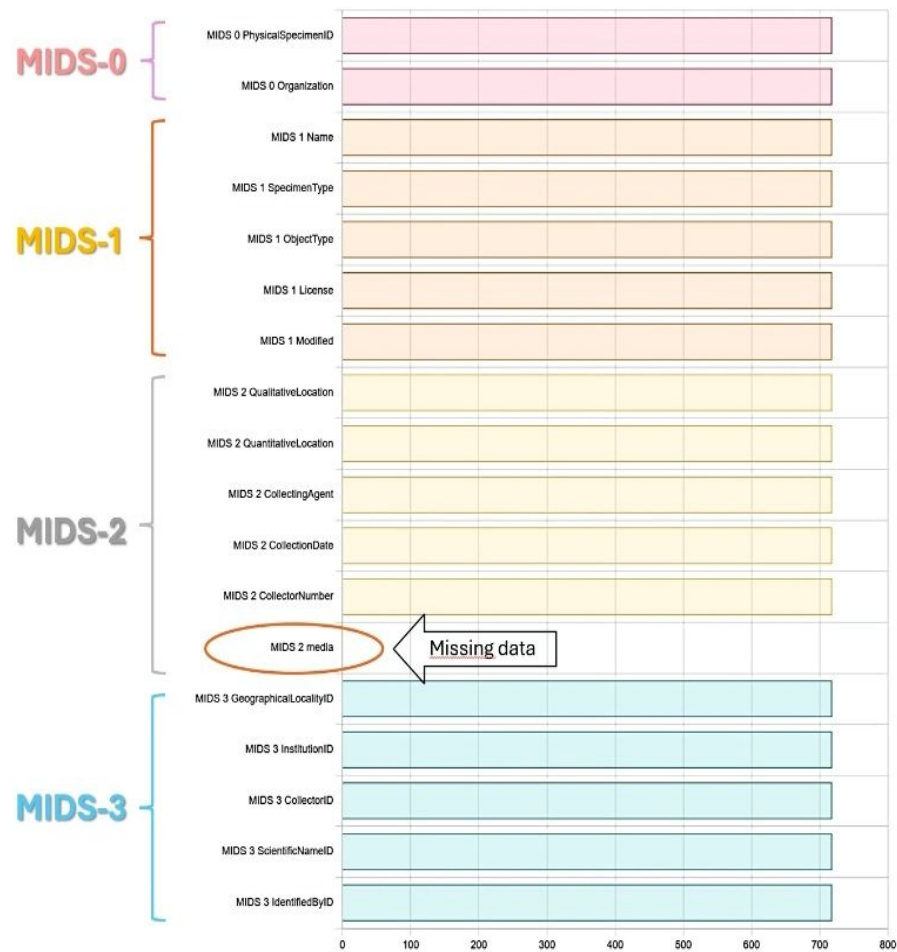 MIDS-0
MIDS 0 PhysicalSpecimenID
MIDS 0 Organization
MIDS-1
MIDS 1 Name
MIDS 1 SpecimenType
MIDS 1 ObjectType
MIDS 1 License
MIDS 1 Modified
MIDS-2
MIDS 2 QualitativeLocation
MIDS 2 QuantitativeLocation
MIDS 2 CollectingAgent
MIDS 2 CollectionDate
MIDS 2 CollectorNumber
MIDS 2 media
Missing data
MIDS-3
MIDS 3 GeographicalLocalityID
MIDS 3 InstitutionID
MIDS 3 CollectorID
MIDS 3 ScientificNameID
MIDS 3 IdentifiedByID
0 100 200 300 400 500 600 700 800